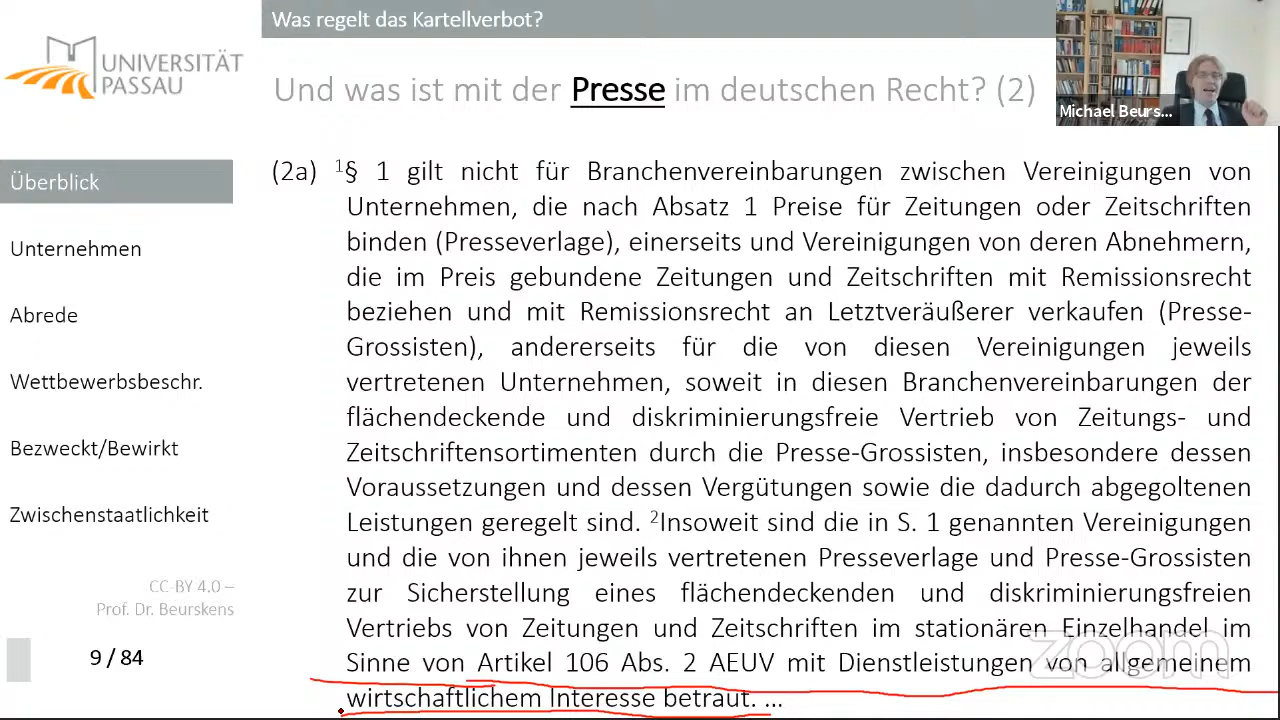 Was regelt das Kartellverbot?
UNIVERSITÄT
PASSAU
Und was ist mit der Presse im deutschen Recht? (2)
Michael Beurs...
Überblick
Unternehmen
Abrede
Wettbewerbsbeschr.
Bezweckt/Bewirkt
Zwischenstaatlichkeit
CC-BY 4.0 –
Prof. Dr. Beurskens
9 / 84
(2a) ¹§ 1 gilt nicht für Branchenvereinbarungen zwischen Vereinigungen von
Unternehmen, die nach Absatz 1 Preise für Zeitungen oder Zeitschriften
binden (Presseverlage), einerseits und Vereinigungen von deren Abnehmern,
die im Preis gebundene Zeitungen und Zeitschriften mit Remissionsrecht
beziehen und mit Remissionsrecht an Letztveräußerer verkaufen (Presse-
Grossisten), andererseits für die von diesen Vereinigungen jeweils
vertretenen Unternehmen, soweit in diesen Branchenvereinbarungen der
flächendeckende und diskriminierungsfreie Vertrieb von Zeitungs- und
Zeitschriftensortimenten durch die Presse-Grossisten, insbesondere dessen
Voraussetzungen und dessen Vergütungen sowie die dadurch abgegoltenen
Leistungen geregelt sind. ²Insoweit sind die in S. 1 genannten Vereinigungen
und die von ihnen jeweils vertretenen Presseverlage und Presse-Grossisten
zur Sicherstellung eines flächendeckenden und diskriminierungsfreien
Vertriebs von Zeitungen und Zeitschriften im stationären Einzelhandel im
Sinne von Artikel 106 Abs. 2 AEUV mit Dienstleistungen von allgemeinem
wirtschaftlichem Interesse betraut. ...
zoom